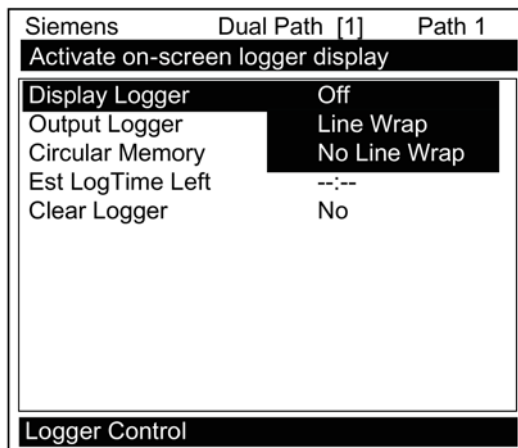 Siemens Dual Path [1] Path 1
Activate on-screen logger display
Display Logger Off
Output Logger Line Wrap
Circular Memory No Line Wrap
Est LogTime Left --:--
Clear Logger No
Logger Control